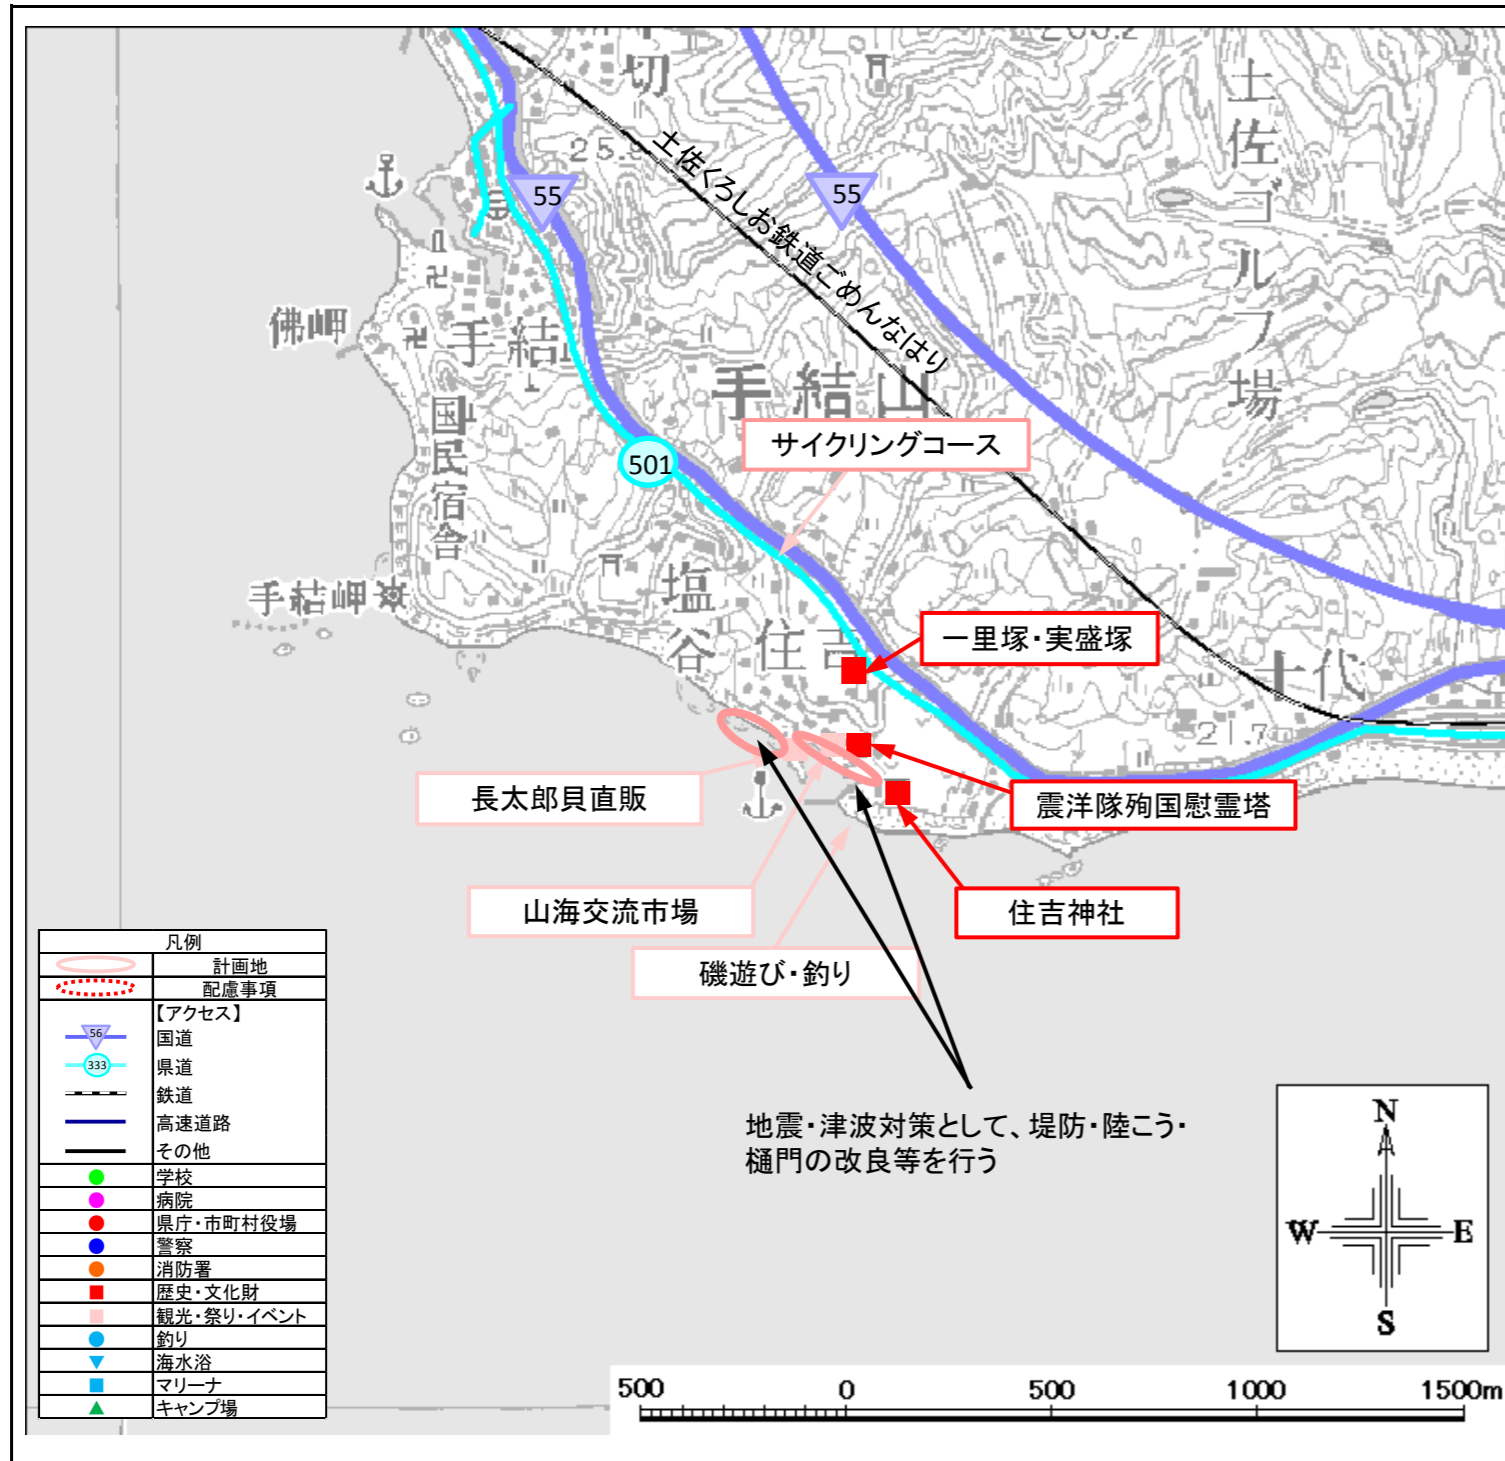 切
土佐ゴルフ場
25.
55
55
土佐くろしお鉄道ごめんなはり
佛岬
手結
手結山
国民宿舎
サイクリングコース
501
手結岬
塩谷
住吉
一里塚・実盛塚
十代
21.7m
長太郎貝直販
震洋隊殉国慰霊塔
山海交流市場
住吉神社
磯遊び・釣り
地震・津波対策として、堤防・陸こう・
樋門の改良等を行う
凡例
計画地
配慮事項
【アクセス】
56
国道
333
県道
鉄道
高速道路
その他
学校
病院
県庁・市町村役場
警察
消防署
歴史・文化財
観光・祭り・イベント
釣り
海水浴
マリーナ
キャンプ場
N
W
E
S
500
0
500
1000
1500m